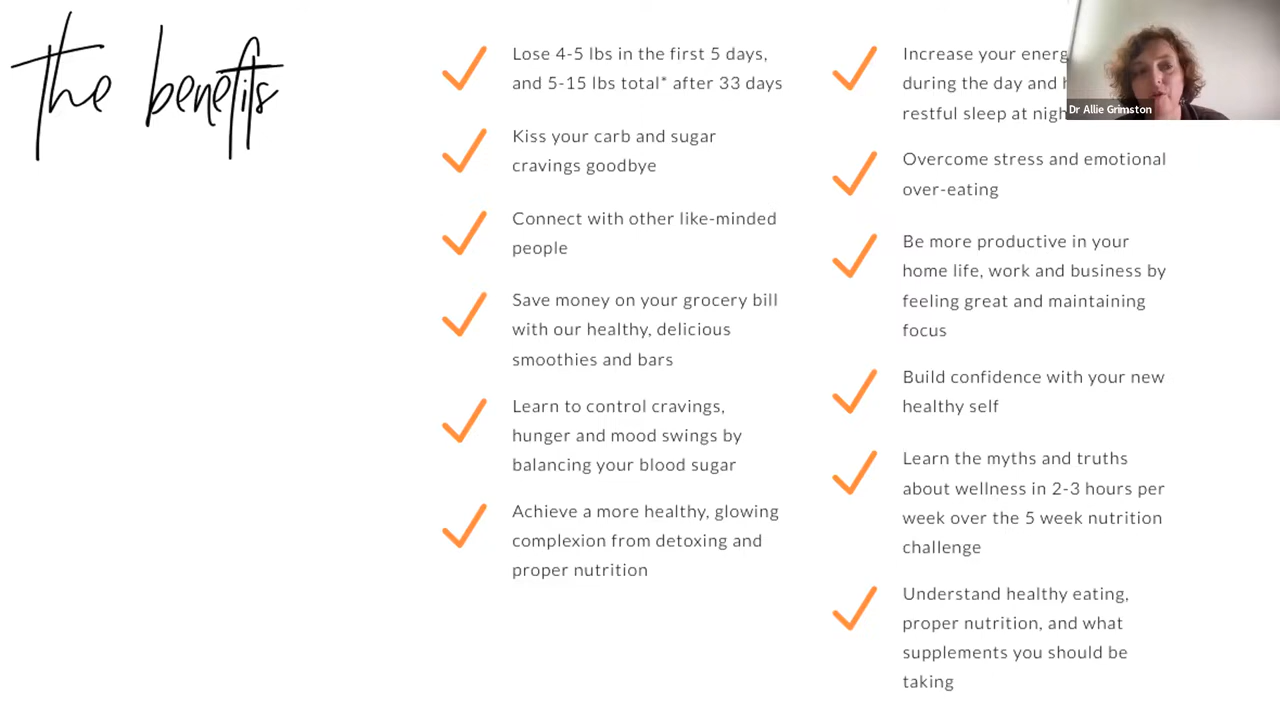 the benefits
Lose 4-5 lbs in the first 5 days,
and 5-15 lbs total* after 33 days
Kiss your carb and sugar
cravings goodbye
Connect with other like-minded
people
Save money on your grocery bill
with our healthy, delicious
smoothies and bars
Learn to control cravings,
hunger and mood swings by
balancing your blood sugar
Achieve a more healthy, glowing
complexion from detoxing and
proper nutrition
Increase your
during the day and
restful sleep at
Dr Allie Grimston
Overcome stress and emotional
over-eating
Be more productive in your
home life, work and business by
feeling great and maintaining
focus
Build confidence with your new
healthy self
Learn the myths and truths
about wellness in 2-3 hours per
week over the 5 week nutrition
challenge
Understand healthy eating,
proper nutrition, and what
supplements you should be
taking